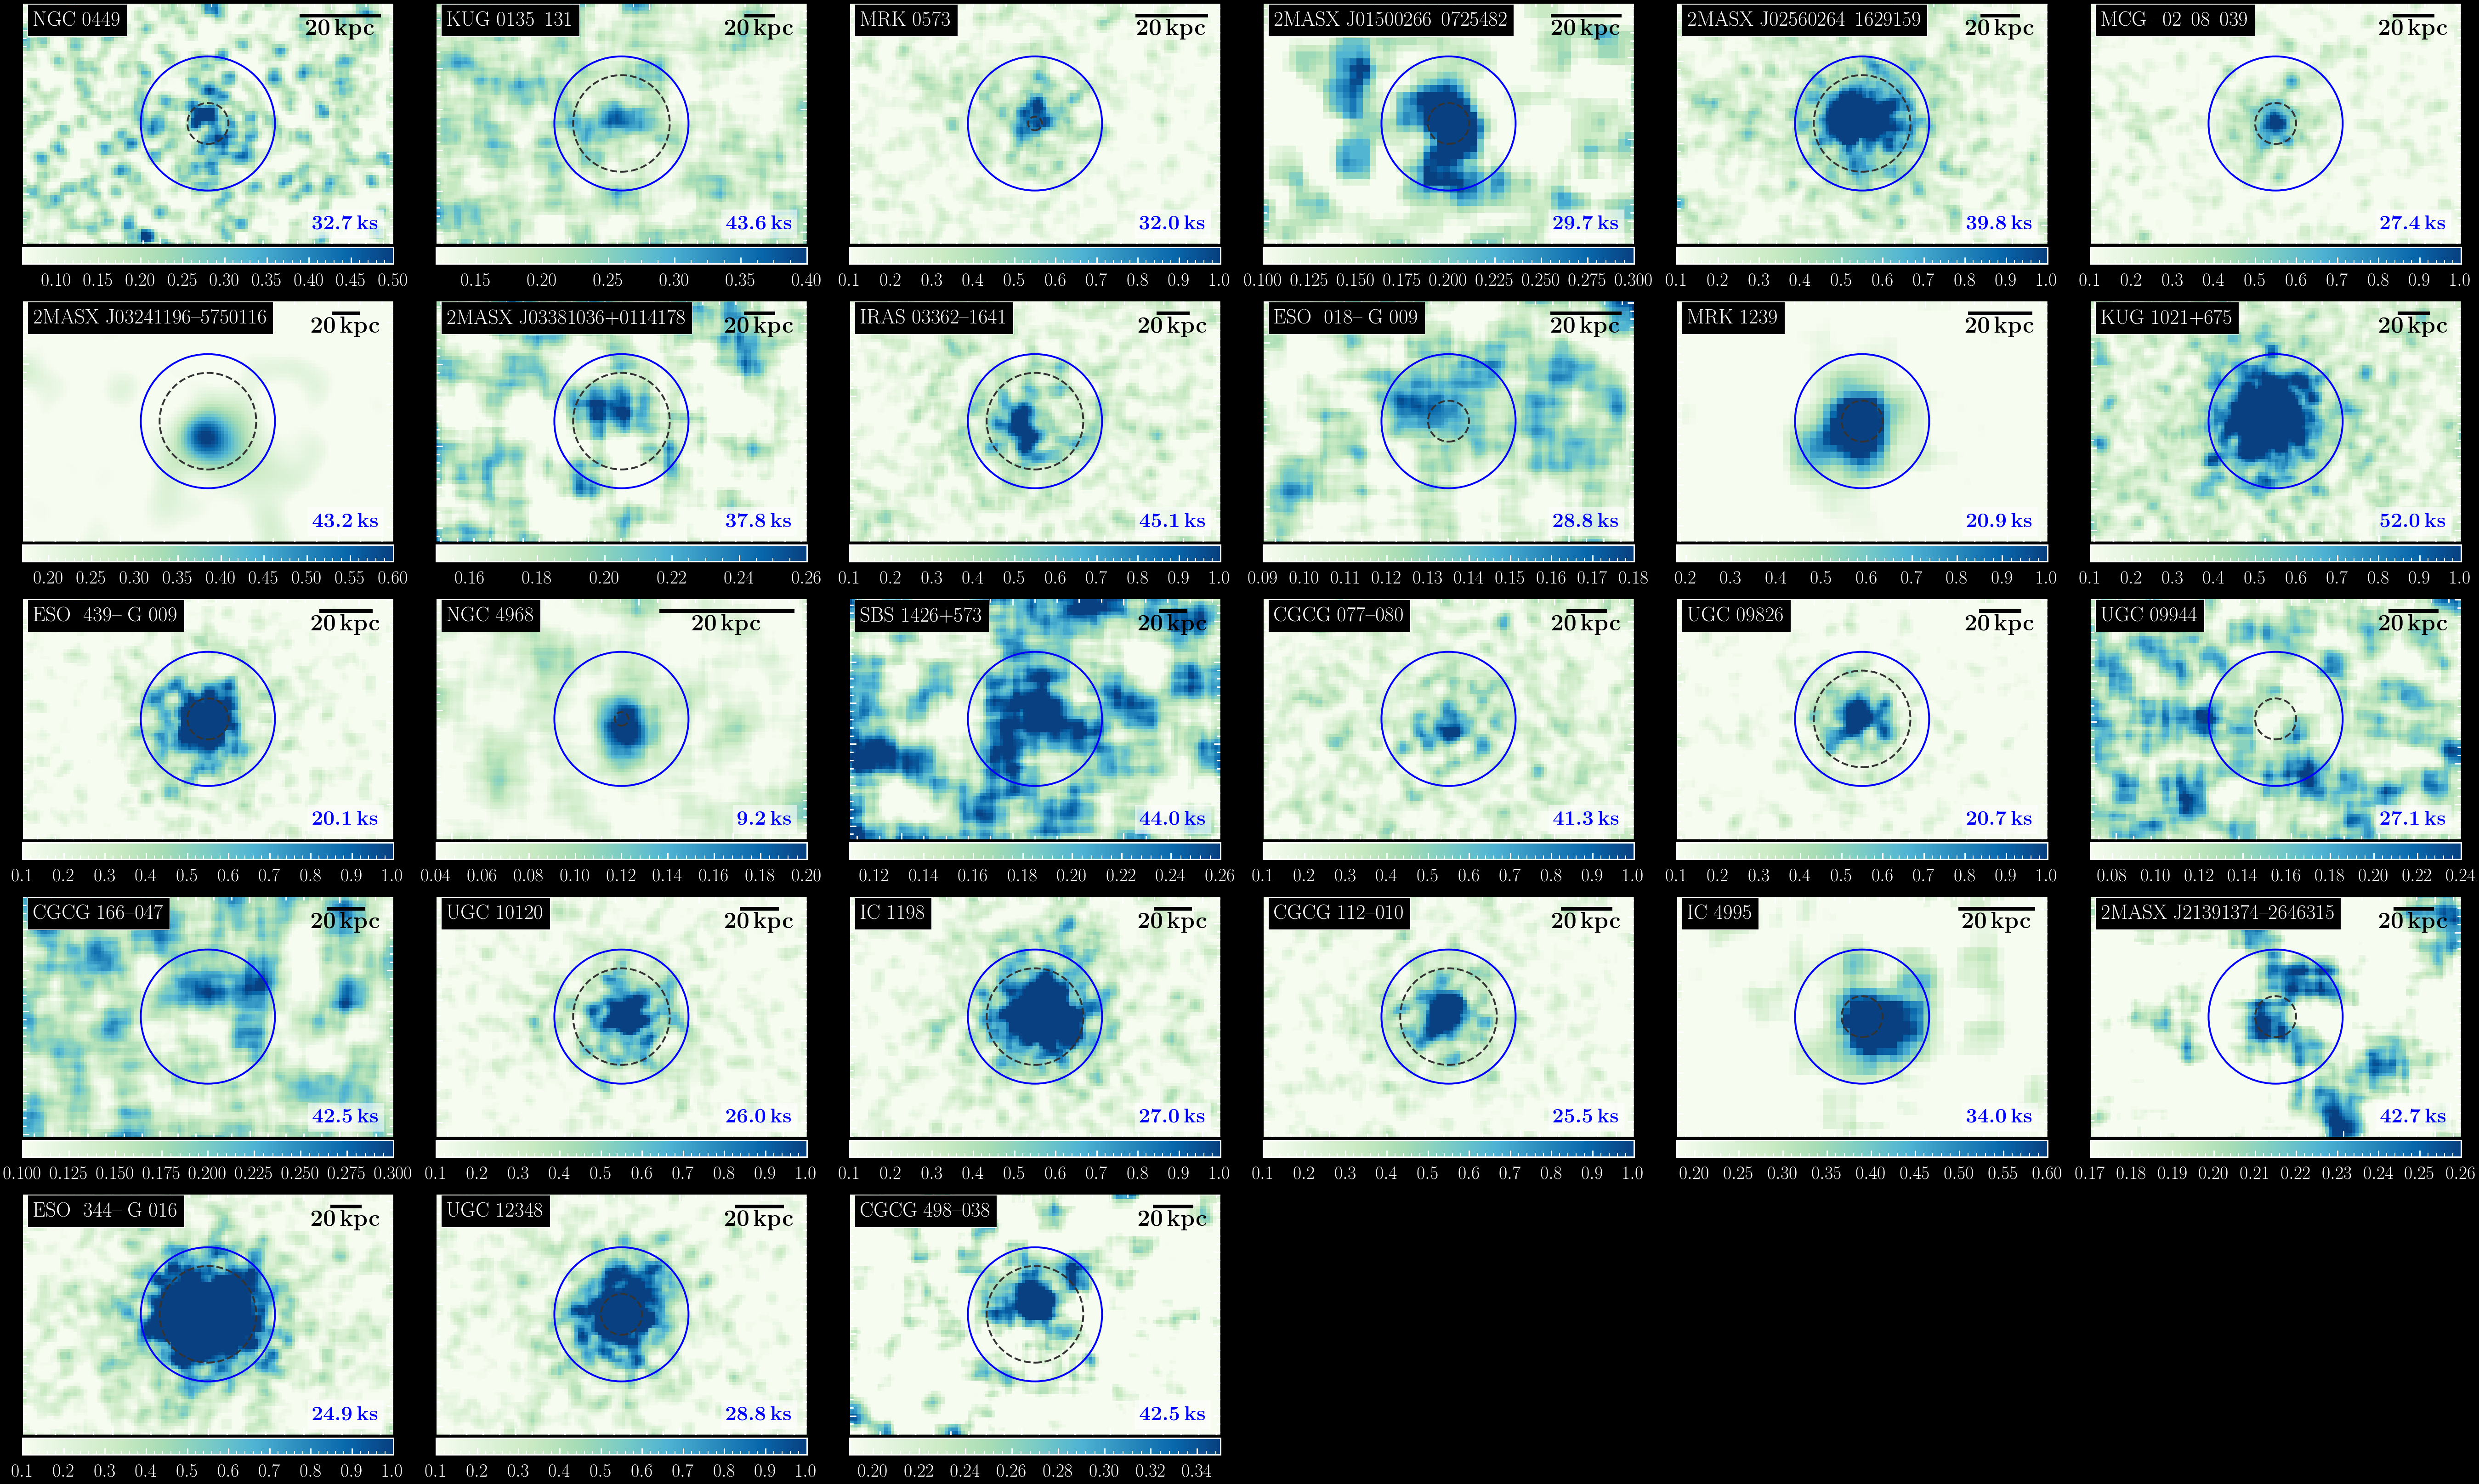 NGC 0449
20 kpc
32.7 ks
0.10 0.15 0.20 0.25 0.30 0.35 0.40 0.45 0.50
KUG 0135–131
20 kpc
43.6 ks
0.15 0.20 0.25 0.30 0.35 0.40
MRK 0573
20 kpc
32.0 ks
0.1 0.2 0.3 0.4 0.5 0.6 0.7 0.8 0.9 1.0
2MASX J01500266–0725482
20 kpc
29.7 ks
0.100 0.125 0.150 0.175 0.200 0.225 0.250 0.275 0.300
2MASX J02560264–1629159
20 kpc
39.8 ks
0.1 0.2 0.3 0.4 0.5 0.6 0.7 0.8 0.9 1.0
MCG –02-08-039
20 kpc
27.4 ks
0.1 0.2 0.3 0.4 0.5 0.6 0.7 0.8 0.9 1.0
2MASX J03241196–5750116
20 kpc
43.2 ks
0.20 0.25 0.30 0.35 0.40 0.45 0.50 0.55 0.60
2MASX J03381036+0114178
20 kpc
37.8 ks
0.16 0.18 0.20 0.22 0.24 0.26
IRAS 03362–1641
20 kpc
45.1 ks
0.1 0.2 0.3 0.4 0.5 0.6 0.7 0.8 0.9 1.0
ESO 018– G 009
20 kpc
28.8 ks
0.09 0.10 0.11 0.12 0.13 0.14 0.15 0.16 0.17 0.18
MRK 1239
20 kpc
20.9 ks
0.2 0.3 0.4 0.5 0.6 0.7 0.8 0.9 1.0
KUG 1021+675
20 kpc
52.0 ks
0.1 0.2 0.3 0.4 0.5 0.6 0.7 0.8 0.9 1.0
ESO 439– G 009
20 kpc
20.1 ks
0.1 0.2 0.3 0.4 0.5 0.6 0.7 0.8 0.9 1.0
NGC 4968
20 kpc
9.2 ks
0.04 0.06 0.08 0.10 0.12 0.14 0.16 0.18 0.20
SBS 1426+573
20 kpc
44.0 ks
0.12 0.14 0.16 0.18 0.20 0.22 0.24 0.26
CGCG 077–080
20 kpc
41.3 ks
0.1 0.2 0.3 0.4 0.5 0.6 0.7 0.8 0.9 1.0
UGC 09826
20 kpc
20.7 ks
0.1 0.2 0.3 0.4 0.5 0.6 0.7 0.8 0.9 1.0
UGC 09944
20 kpc
27.1 ks
0.08 0.10 0.12 0.14 0.16 0.18 0.20 0.22 0.24
CGCG 166–047
20 kpc
42.5 ks
0.100 0.125 0.150 0.175 0.200 0.225 0.250 0.275 0.300
UGC 10120
20 kpc
26.0 ks
0.1 0.2 0.3 0.4 0.5 0.6 0.7 0.8 0.9 1.0
IC 1198
20 kpc
27.0 ks
0.1 0.2 0.3 0.4 0.5 0.6 0.7 0.8 0.9 1.0
CGCG 112–010
20 kpc
25.5 ks
0.1 0.2 0.3 0.4 0.5 0.6 0.7 0.8 0.9 1.0
IC 4995
20 kpc
34.0 ks
0.20 0.25 0.30 0.35 0.40 0.45 0.50 0.55 0.60
2MASX J21391374–2646315
20 kpc
42.7 ks
0.17 0.18 0.19 0.20 0.21 0.22 0.23 0.24 0.25 0.26
ESO 344– G 016
20 kpc
24.9 ks
0.1 0.2 0.3 0.4 0.5 0.6 0.7 0.8 0.9 1.0
UGC 12348
20 kpc
28.8 ks
0.1 0.2 0.3 0.4 0.5 0.6 0.7 0.8 0.9 1.0
CGCG 498–038
20 kpc
42.5 ks
0.20 0.22 0.24 0.26 0.28 0.30 0.32 0.34